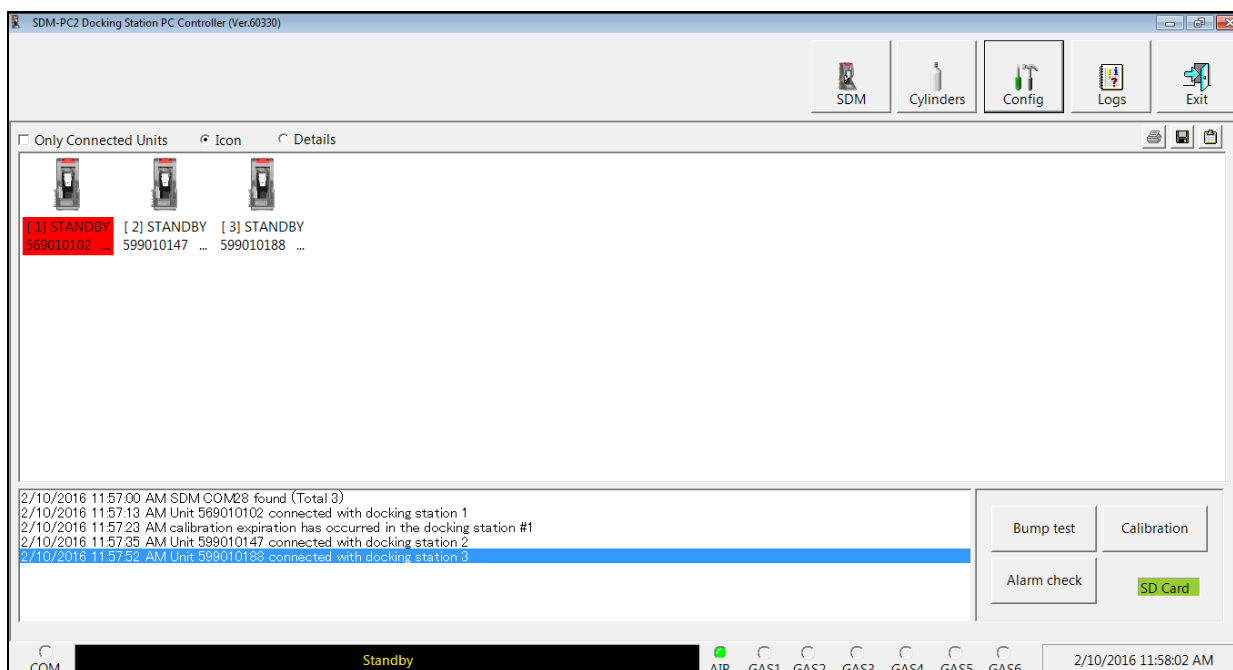 SDM-PC2 Docking Station PC Controller (Ver.60330)
SDM Cylinders Config Logs Exit
Only Connected Units Icon Details
[ 1] STANDBY [ 2] STANDBY [ 3] STANDBY
569010102 ... 599010147 ... 599010188 ...
2/10/2016 11:57:00 AM SDM COM28 found (Total 3)
2/10/2016 11:57:13 AM Unit 569010102 connected with docking station 1
2/10/2016 11:57:23 AM calibration expiration has occurred in the docking station #1
2/10/2016 11:57:35 AM Unit 599010147 connected with docking station 2
2/10/2016 11:57:52 AM Unit 599010188 connected with docking station 3
Bump test Calibration
Alarm check SD Card
COM Standby AIR GAS1 GAS2 GAS3 GAS4 GAS5 GAS6 2/10/2016 11:58:02 AM